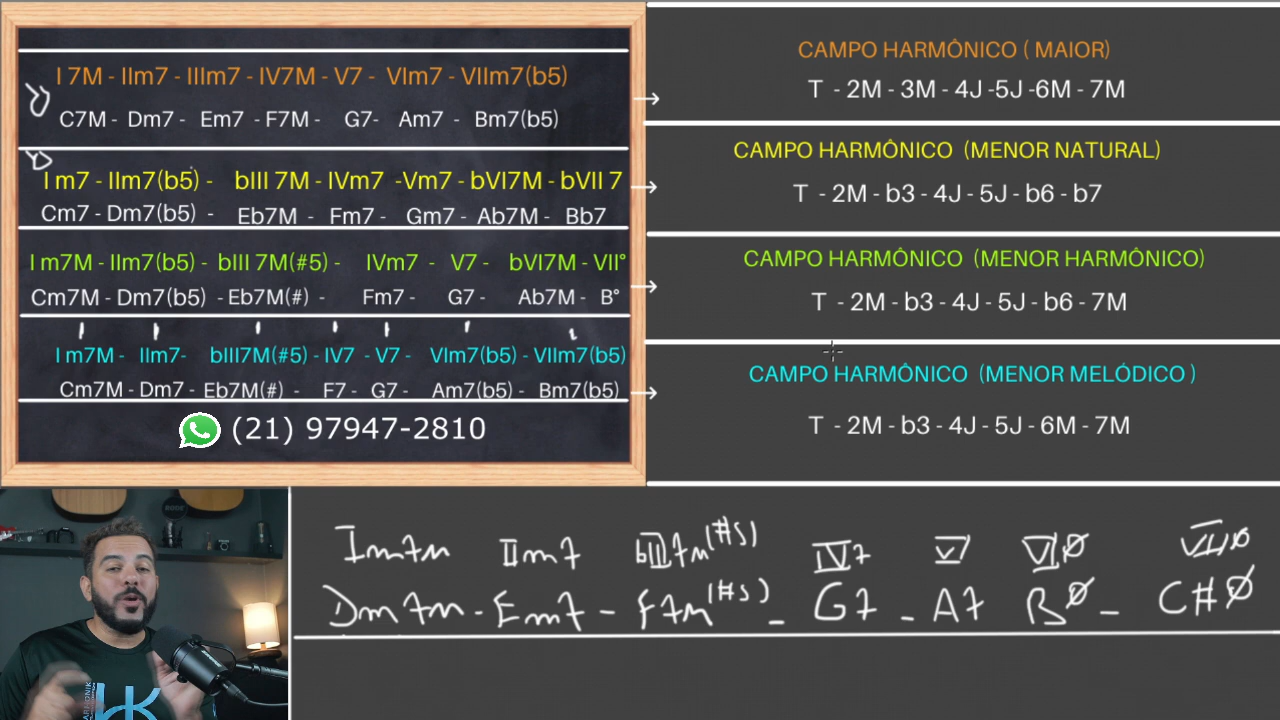 I 7M - IIm7 - IIIm7 - IV7M - V7 - VIm7 - VIIm7(b5)
C7M - Dm7 - Em7 - F7M - G7- Am7 - Bm7(b5)
I m7 - IIm7(b5) - bIII 7M - IVm7 -Vm7 - bVI7M - bVII 7
Cm7 - Dm7(b5) - Eb7M - Fm7 - Gm7 - Ab7M - Bb7
I m7M - IIm7(b5) - bIII 7M(#5) - IVm7 - V7 - bVI7M - VII°
Cm7M - Dm7(b5) - Eb7M(#) - Fm7 - G7 - Ab7M - B°
I m7M - IIm7- bIII7M(#5) - IV7 - V7 - VIm7(b5) - VIIm7(b5)
Cm7M - Dm7 - Eb7M(#) - F7 - G7 - Am7(b5) - Bm7(b5)
(21) 97947-2810
CAMPO HARMÔNICO ( MAIOR)
T - 2M - 3M - 4J -5J -6M - 7M
CAMPO HARMÔNICO (MENOR NATURAL)
T - 2M - b3 - 4J - 5J - b6 - b7
CAMPO HARMÔNICO (MENOR HARMÔNICO)
T - 2M - b3 - 4J - 5J - b6 - 7M
CAMPO HARMÔNICO (MENOR MELÓDICO )
T - 2M - b3 - 4J - 5J - 6M - 7M
Im7M IIm7 bIII7M(#5) IV7 V7 VIø VIIø
Dm7M - Em7 - F7M(#5) - G7 - A7 Bø - C#ø